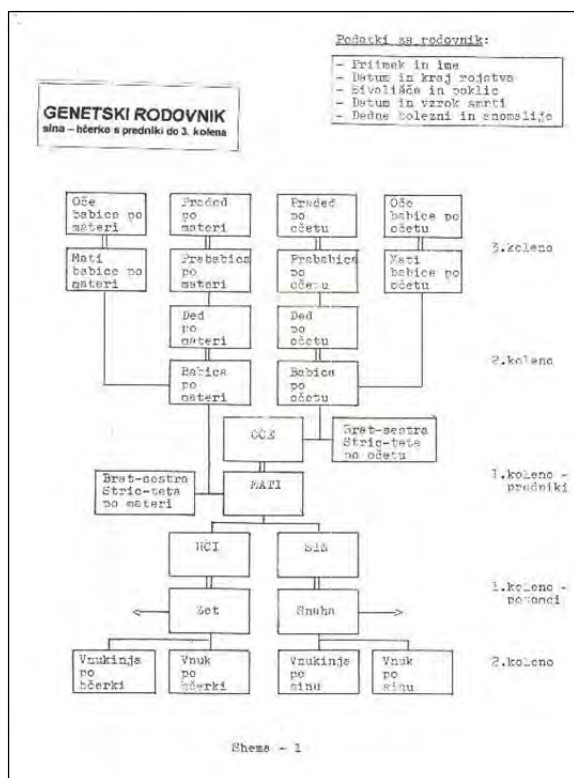 Podatki za rodovnik:
- Priimek in ime
- Datum in kraj rojstva
- Bivališče in poklic
- Datum in vzrok smrti
- Dedne bolezni in anomalije
GENETSKI RODOVNIK
sina – hčerke s predniki do 3. kolena
Oče
babice po
materi
Praded
po
materi
Praded
po
očetu
Oče
babice po
očetu
3.koleno
Mati
babice po
materi
Prababica
po
materi
Prababica
po
očetu
Mati
babice po
očetu
Ded
po
materi
Ded
po
očetu
2.koleno
Babica
po
materi
Babica
po
očetu
OČE
Brat-sestra
Stric-teta
po očetu
1.koleno -
predniki
Brat-sestra
Stric-teta
po materi
MATI
HČI
SIN
1.koleno -
potomci
Zet
Snaha
Vnukinja
po
hčerki
Vnuk
po
hčerki
Vnukinja
po
sinu
Vnuk
po
sinu
2.koleno
Shema - 1